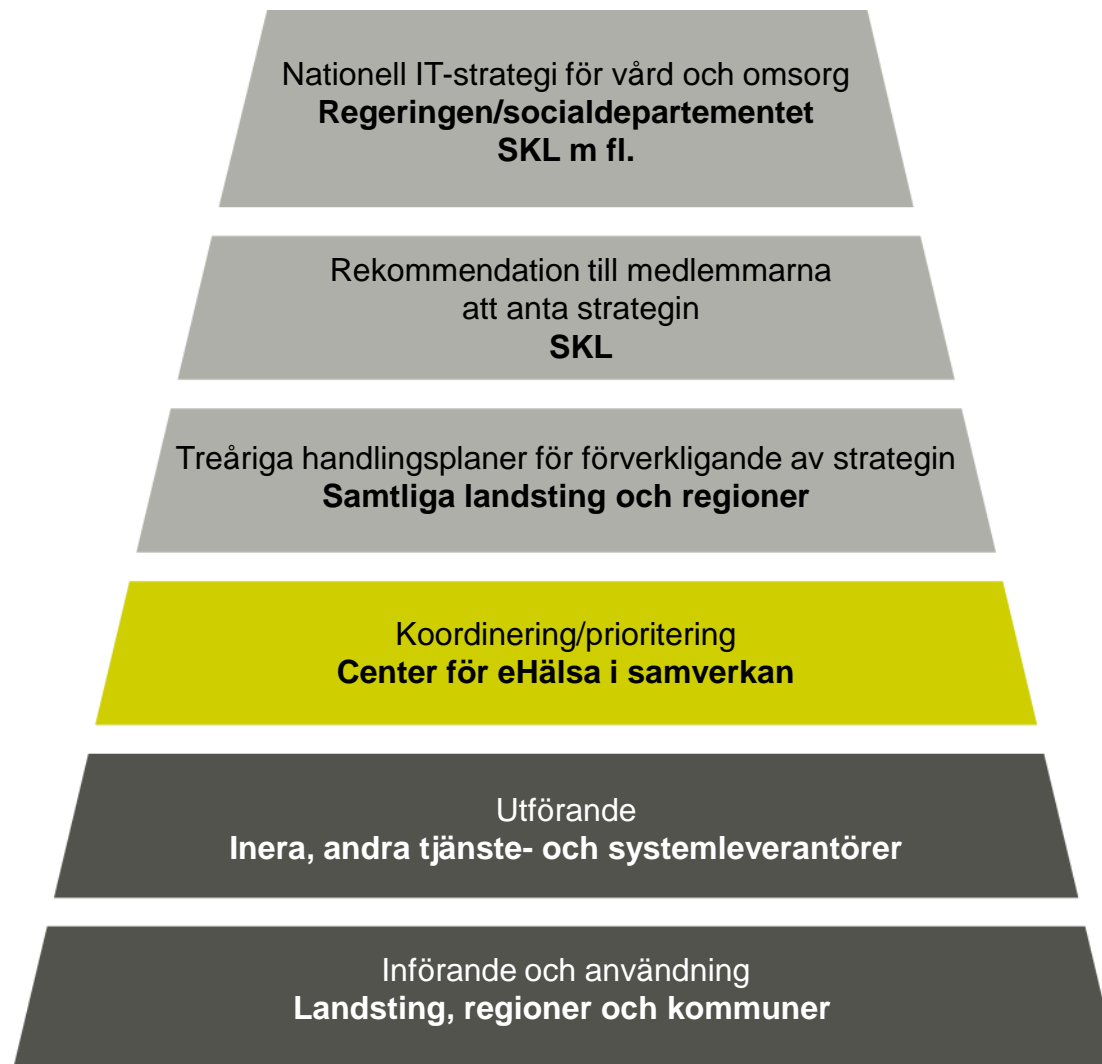 Nationell IT-strategi för vård och omsorg
Regeringen/socialdepartementet
SKL m fl.
Rekommendation till medlemmarna
att anta strategin
SKL
Treåriga handlingsplaner för förverkligande av strategin
Samtliga landsting och regioner
Koordinering/prioritering
Center för eHälsa i samverkan
Utförande
Inera, andra tjänste- och systemleverantörer
Införande och användning
Landsting, regioner och kommuner